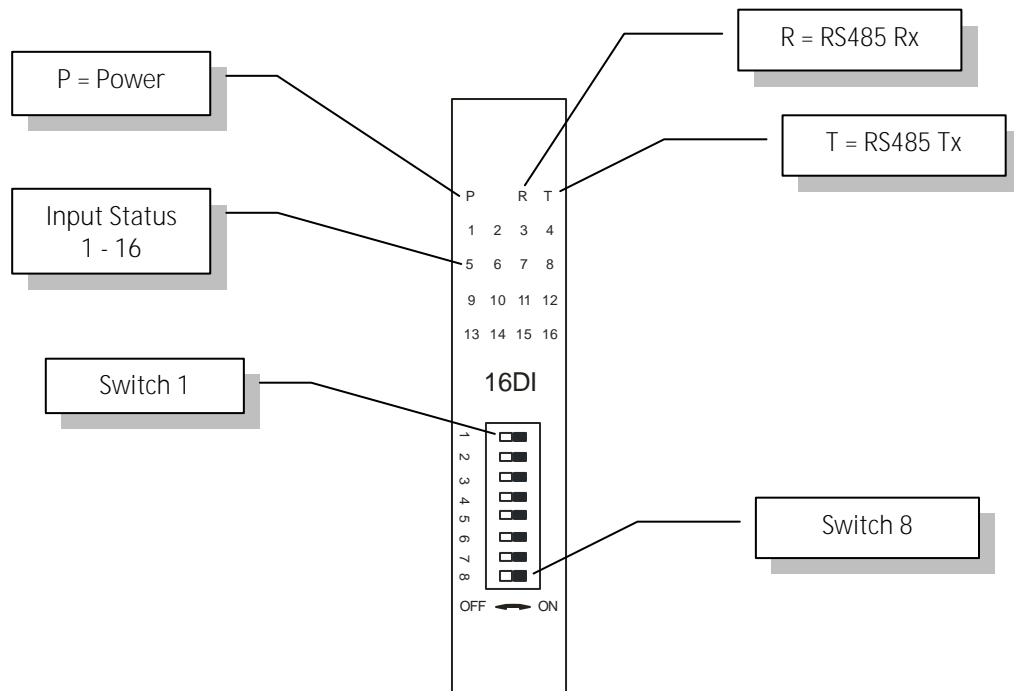 R = RS485 Rx
P = Power
T = RS485 Tx
P R T
Input Status
1 - 16
1 2 3 4
5 6 7 8
9 10 11 12
13 14 15 16
Switch 1
16DI
1
2
3
4
5
6
7
8
Switch 8
OFF ON